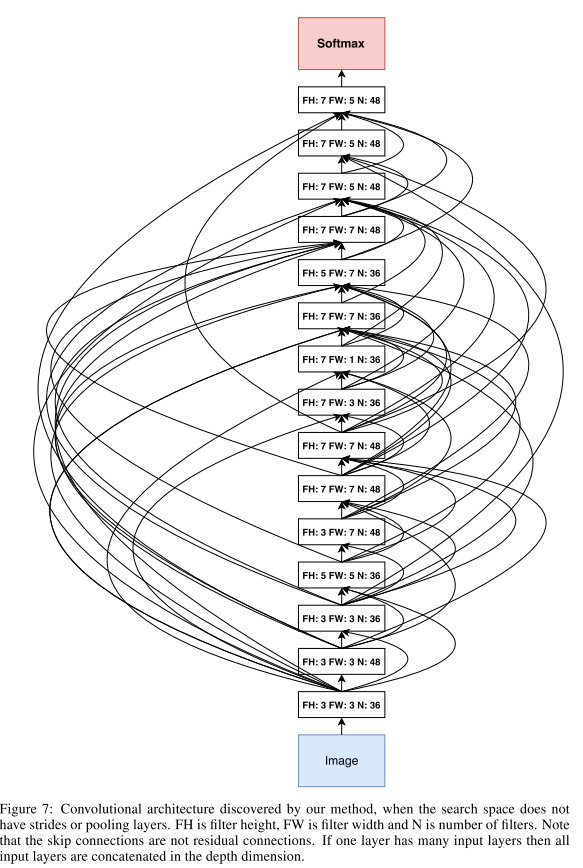 Softmax
FH: 7 FW: 5 N: 48
FH: 7 FW: 5 N: 48
FH: 7 FW: 5 N: 48
FH: 7 FW: 7 N: 48
FH: 5 FW: 7 N: 36
FH: 7 FW: 7 N: 36
FH: 7 FW: 1 N: 36
FH: 7 FW: 3 N: 36
FH: 7 FW: 7 N: 48
FH: 7 FW: 7 N: 48
FH: 3 FW: 7 N: 48
FH: 5 FW: 5 N: 36
FH: 3 FW: 3 N: 36
FH: 3 FW: 3 N: 48
FH: 3 FW: 3 N: 36
Image
Figure 7: Convolutional architecture discovered by our method, when the search space does not
have strides or pooling layers. FH is filter height, FW is filter width and N is number of filters. Note
that the skip connections are not residual connections. If one layer has many input layers then all
input layers are concatenated in the depth dimension.